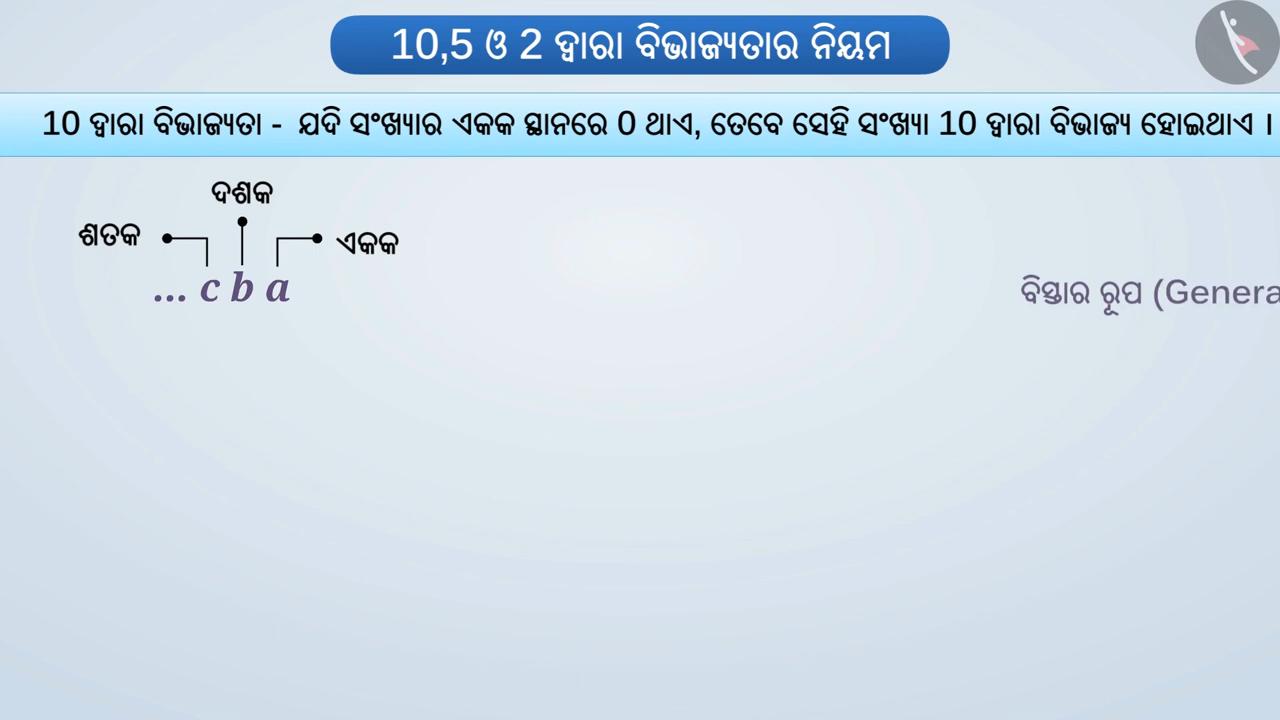 10,5 ଓ 2 ଦ୍ୱାରା ବିଭାଜ୍ୟତାର ନିୟମ
10 ଦ୍ୱାରା ବିଭାଜ୍ୟତା - ଯଦି ସଂଖ୍ୟାର ଏକକ ସ୍ଥାନରେ 0 ଥାଏ, ତେବେ ସେହି ସଂଖ୍ୟା 10 ଦ୍ୱାରା ବିଭାଜ୍ୟ ହୋଇଥାଏ ।
ଦଶକ
ଶତକ ଏକକ
... c b a
ବିସ୍ତାର ରୂପ (Genera